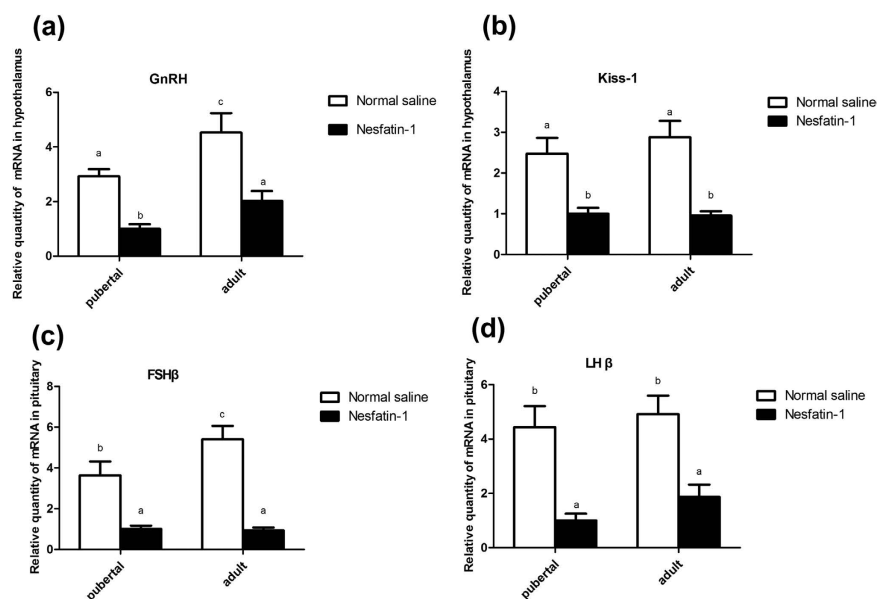 (a)
GnRH
Relative quautity of mRNA in hypothalamus
6
4
2
0
a
b
c
a
pubertal
adult
Normal saline
Nesfatin-1
(b)
Kiss-1
Relative quantity of mRNA in hypothalamus
4
3
2
1
0
a
b
a
b
pubertal
adult
Normal saline
Nesfatin-1
(c)
FSHβ
Relative quantity of mRNA in pituitary
8
6
4
2
0
b
a
c
a
pubertal
adult
Normal saline
Nesfatin-1
(d)
LH β
Relative quantity of mRNA in pituitary
6
4
2
0
b
a
b
a
pubertal
adult
Normal saline
Nesfatin-1